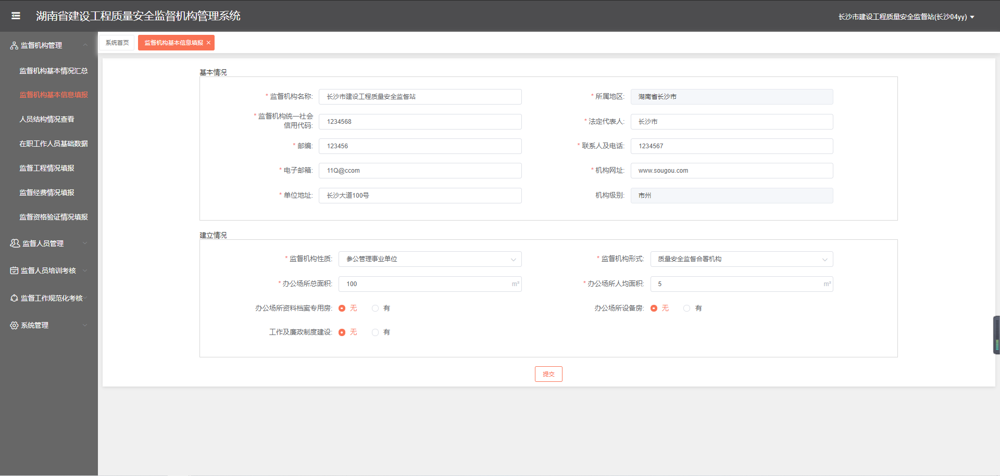 湖南省建设工程质量安全监督机构管理系统
长沙市建设工程质量安全监督站(长沙04yy)
监督机构管理
监督机构基本情况汇总
监督机构基本信息填报
人员结构情况查看
在职工作人员基础数据
监督工程情况填报
监督经费情况填报
监督资格验证情况填报
监督人员管理
监督人员培训考核
监督工作规范化考核
系统管理
系统首页
监督机构基本信息填报 ×
基本情况
* 监督机构名称: 长沙市建设工程质量安全监督站
* 所属地区: 湖南省长沙市
* 监督机构统一社会
信用代码: 1234568
* 法定代表人: 长沙市
* 邮编: 123456
* 联系人及电话: 1234567
* 电子邮箱: 11Q@ccom
* 机构网址: www.sougou.com
* 单位地址: 长沙大道100号
机构级别: 市州
建立情况
* 监督机构性质: 参公管理事业单位
* 监督机构形式: 质量安全监督合署机构
* 办公场所总面积: 100 m²
* 办公场所人均面积: 5 m²
办公场所资料档案专用房: 无 有
办公场所设备房: 无 有
工作及廉政制度建设: 无 有
提交